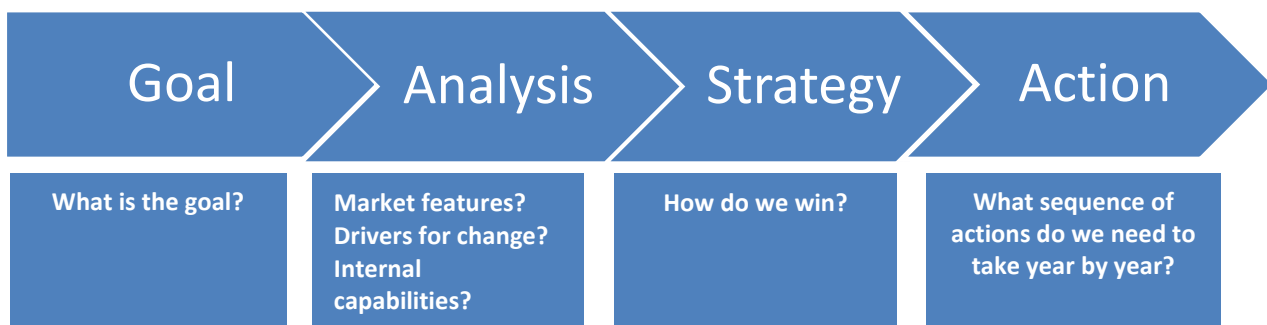 Goal
Analysis
Strategy
Action
What is the goal?
Market features?
Drivers for change?
Internal
capabilities?
How do we win?
What sequence of
actions do we need to
take year by year?